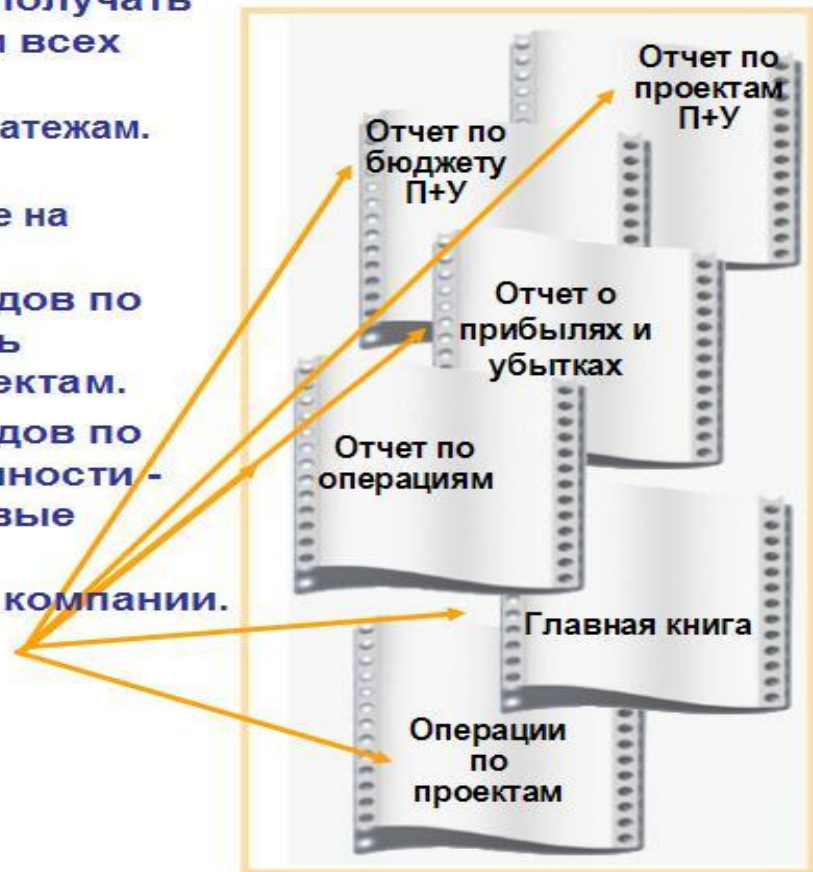 получать
и всех
атежам.
е на
дов по
ь
ектам.
дов по
нности -
вые
компании.
Отчет по
проектам
П+У
Отчет по
бюджету
П+У
Отчет о
прибылях и
убытках
Отчет по
операциям
Главная книга
Операции
по
проектам